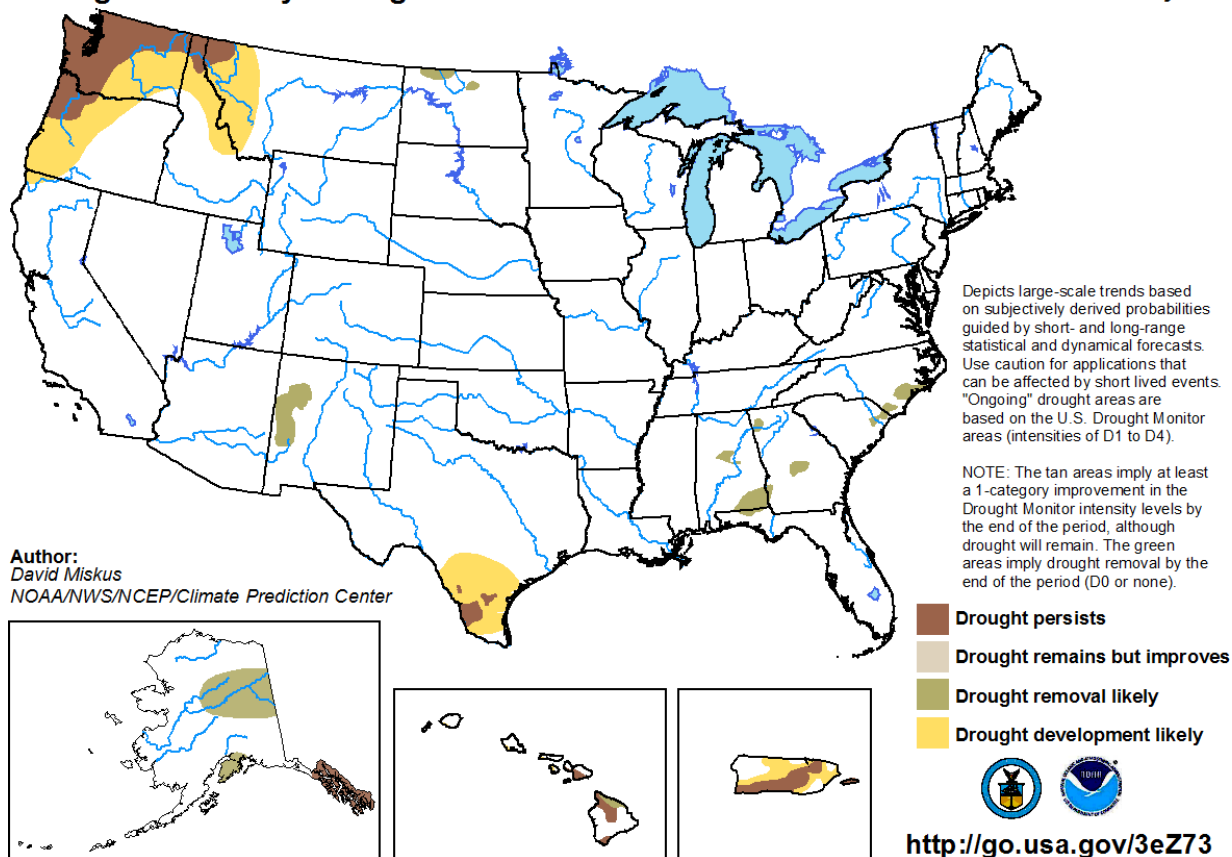 Depicts large-scale trends based
on subjectively derived probabilities
guided by short- and long-range
statistical and dynamical forecasts.
Use caution for applications that
can be affected by short lived events.
"Ongoing" drought areas are
based on the U.S. Drought Monitor
areas (intensities of D1 to D4).
NOTE: The tan areas imply at least
a 1-category improvement in the
Drought Monitor intensity levels by
the end of the period, although
drought will remain. The green
areas imply drought removal by the
end of the period (D0 or none).
Author:
David Miskus
NOAA/NWS/NCEP/Climate Prediction Center
Drought persists
Drought remains but improves
Drought removal likely
Drought development likely
http://go.usa.gov/3eZ73